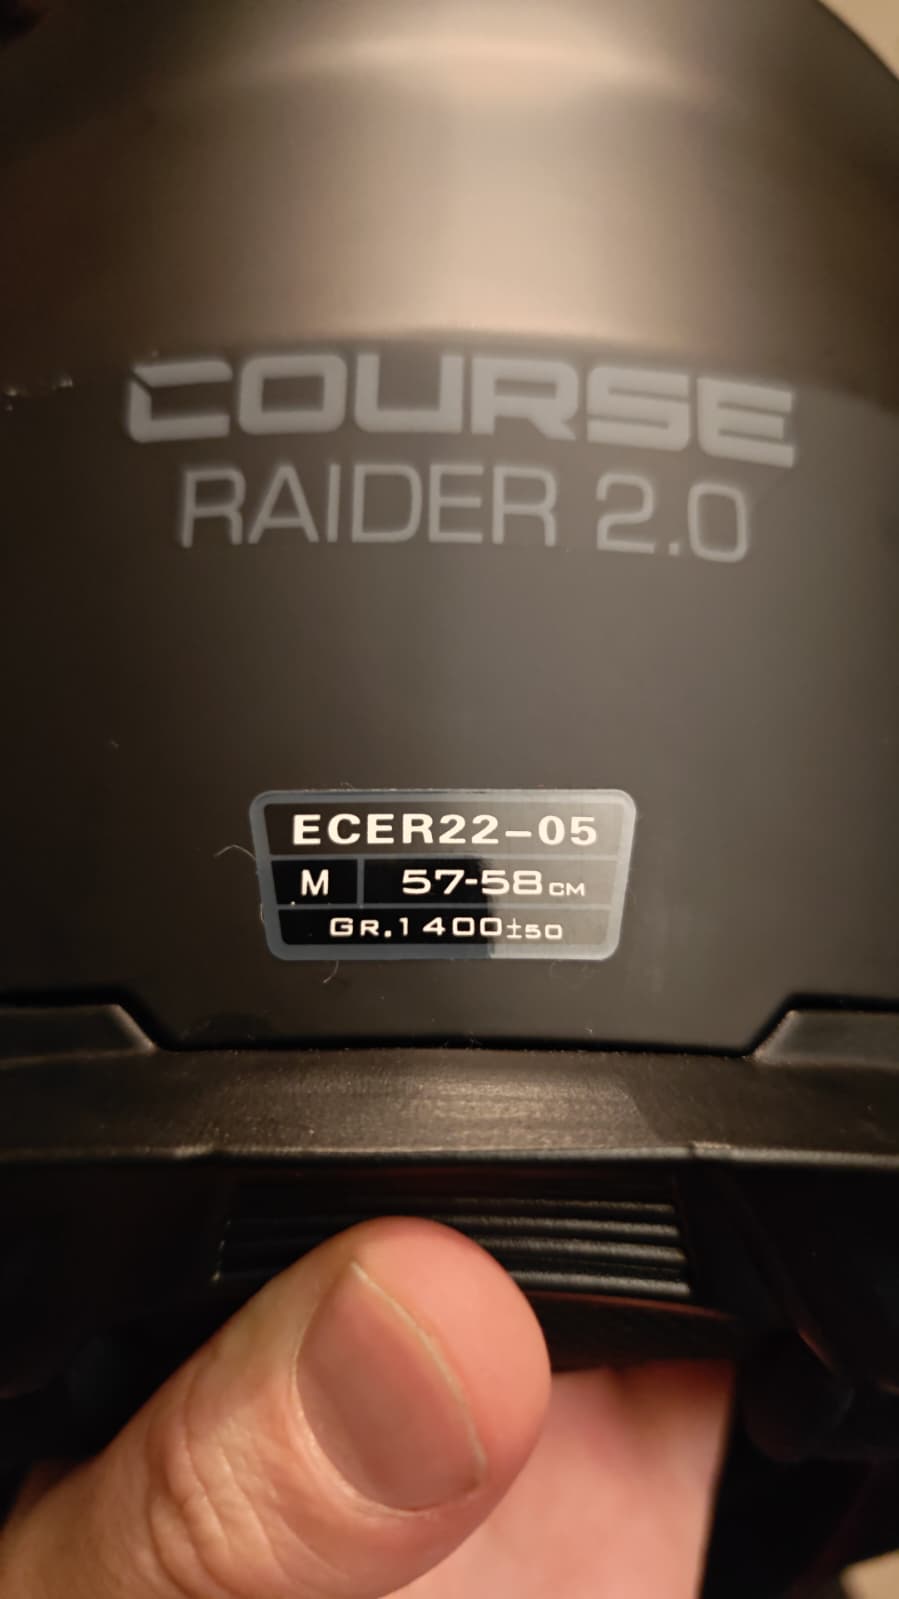 COURSE
RAIDER 2.0
ECER22-05
M 57-58CM
GR.1400±50